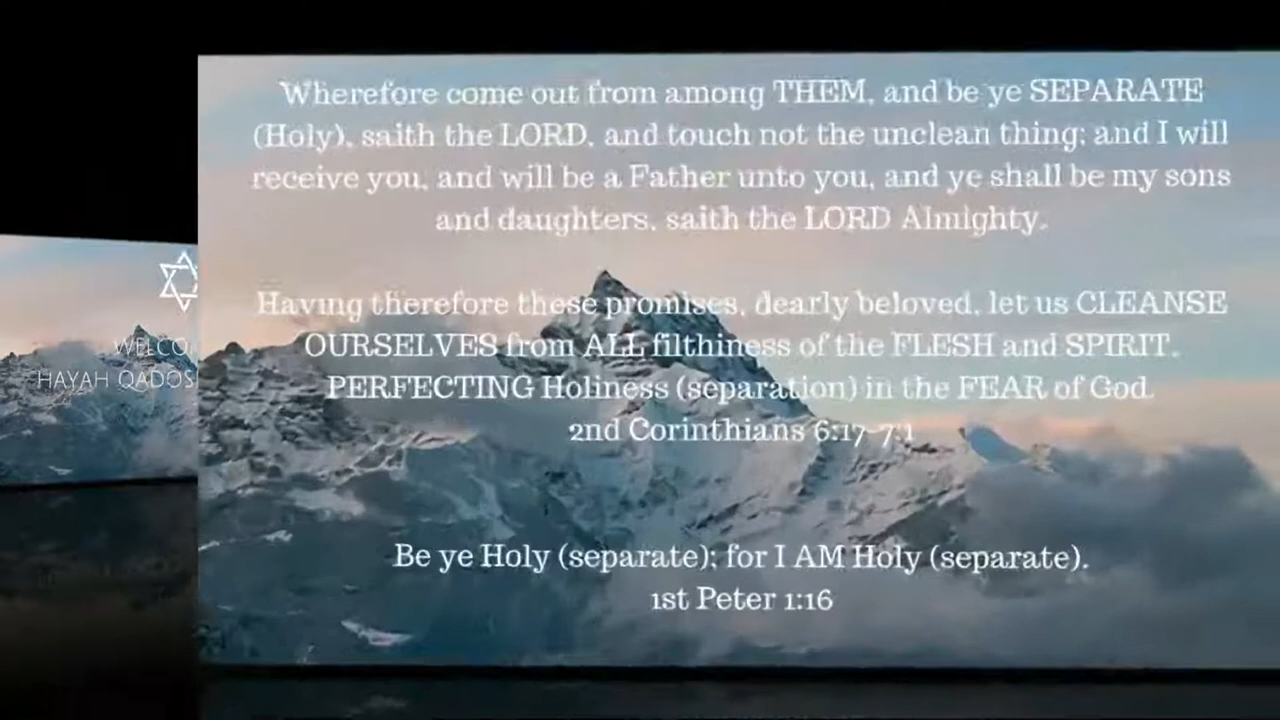 Wherefore come out from among THEM, and be ye SEPARATE
(Holy), saith the LORD, and touch not the unclean thing; and I will
receive you, and will be a Father unto you, and ye shall be my sons
and daughters, saith the LORD Almighty.
Having therefore these promises, dearly beloved, let us CLEANSE
OURSELVES from ALL filthiness of the FLESH and SPIRIT,
PERFECTING Holiness (separation) in the FEAR of God.
2nd Corinthians 6:17-7:1
Be ye Holy (separate); for I AM Holy (separate).
1st Peter 1:16
WELCO
HAYAH QADOS